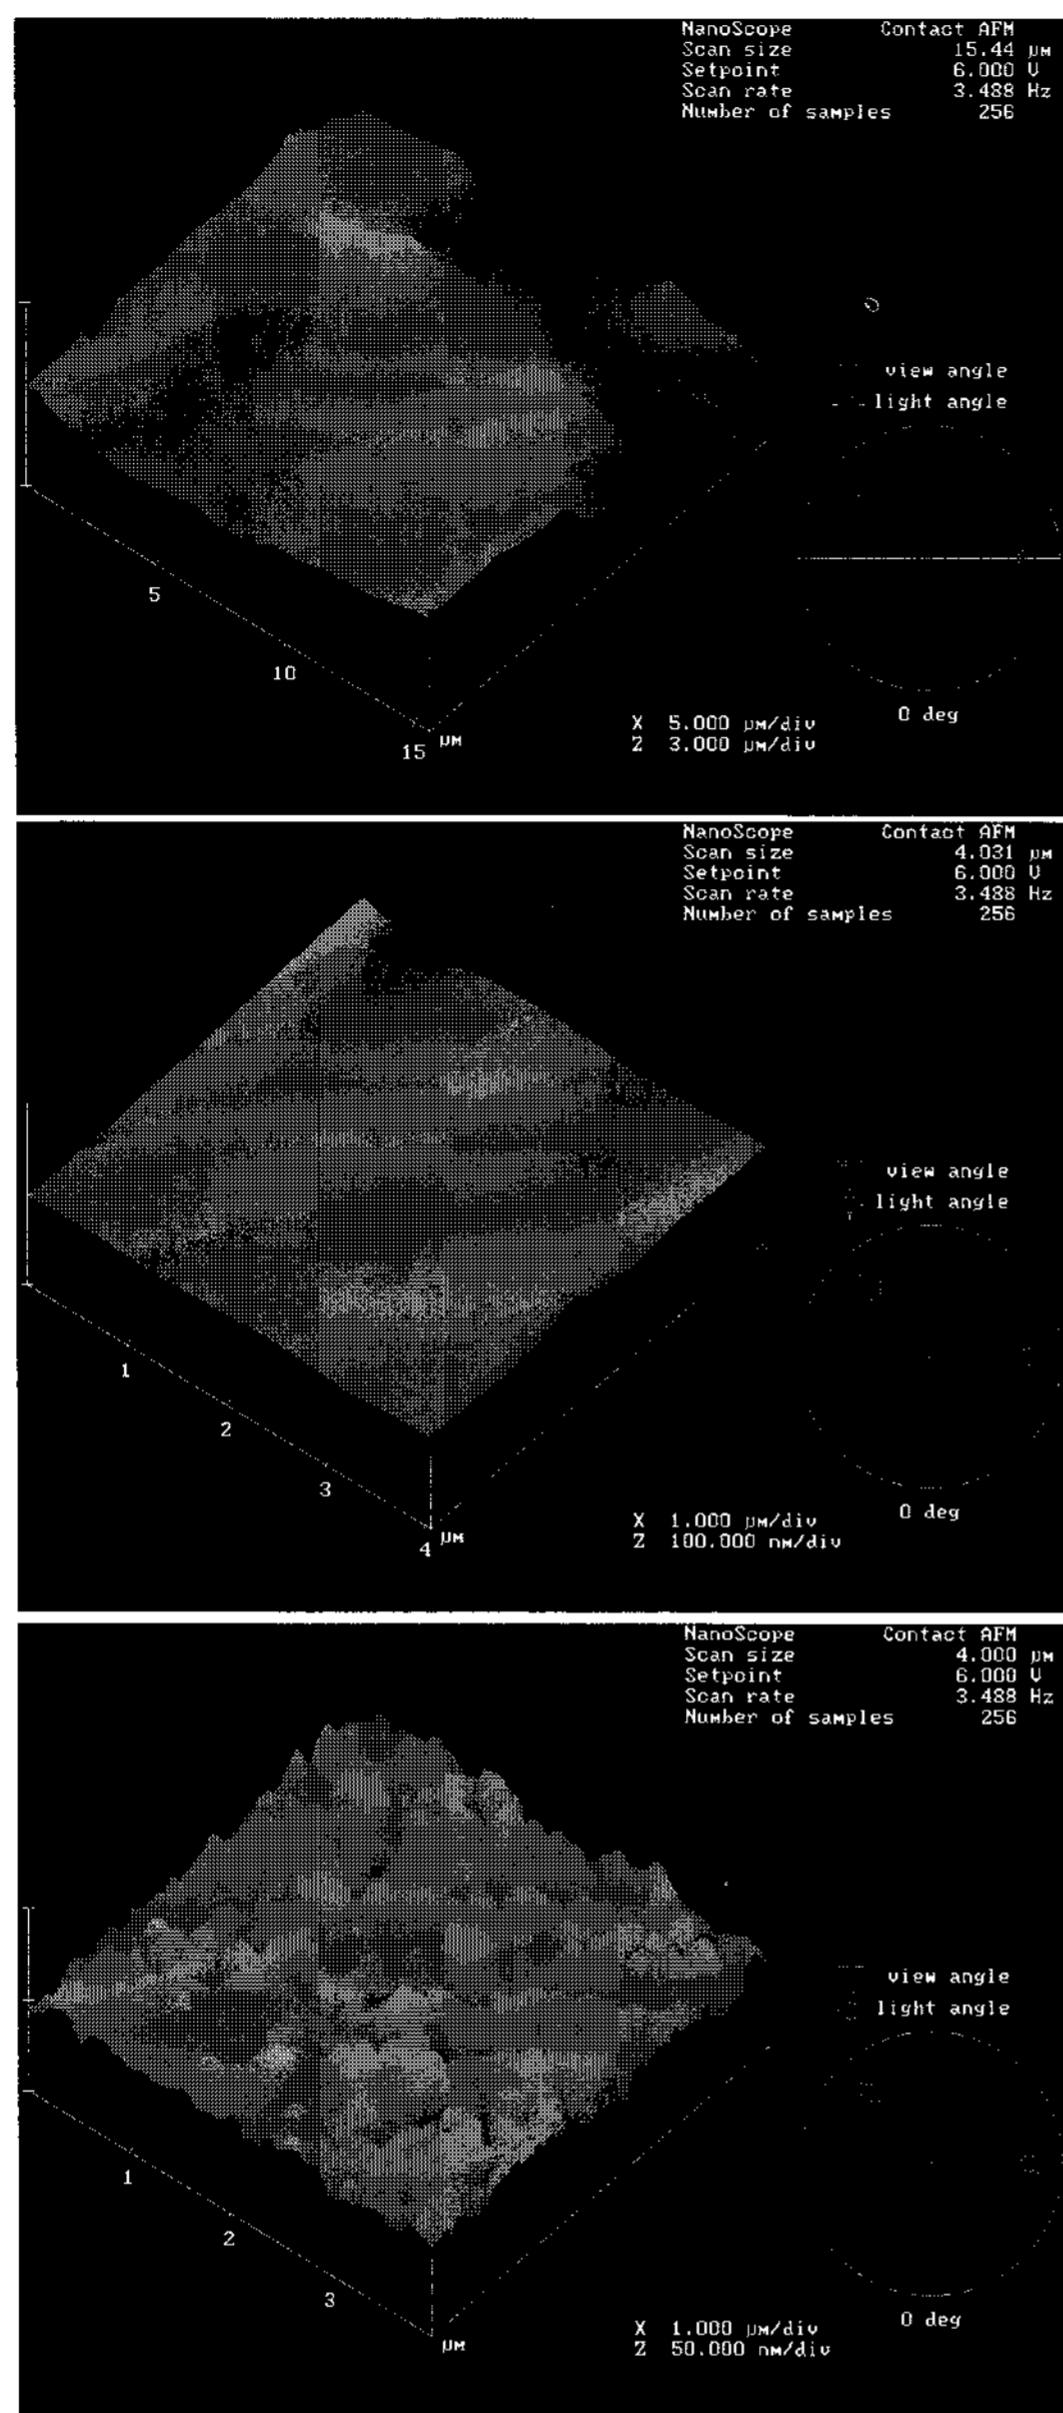 NanoScope Contact AFM
Scan size 15.44 µm
Setpoint 6.000 V
Scan rate 3.488 Hz
Number of samples 256
view angle
light angle
5
10
15 µm
0 deg
X 5.000 µm/div
Z 3.000 µm/div
NanoScope Contact AFM
Scan size 4.031 µm
Setpoint 6.000 V
Scan rate 3.488 Hz
Number of samples 256
view angle
light angle
1
2
3
4 µm
0 deg
X 1.000 µm/div
Z 100.000 nm/div
NanoScope Contact AFM
Scan size 4.000 µm
Setpoint 6.000 V
Scan rate 3.488 Hz
Number of samples 256
view angle
light angle
1
2
3
µm
0 deg
X 1.000 µm/div
Z 50.000 nm/div